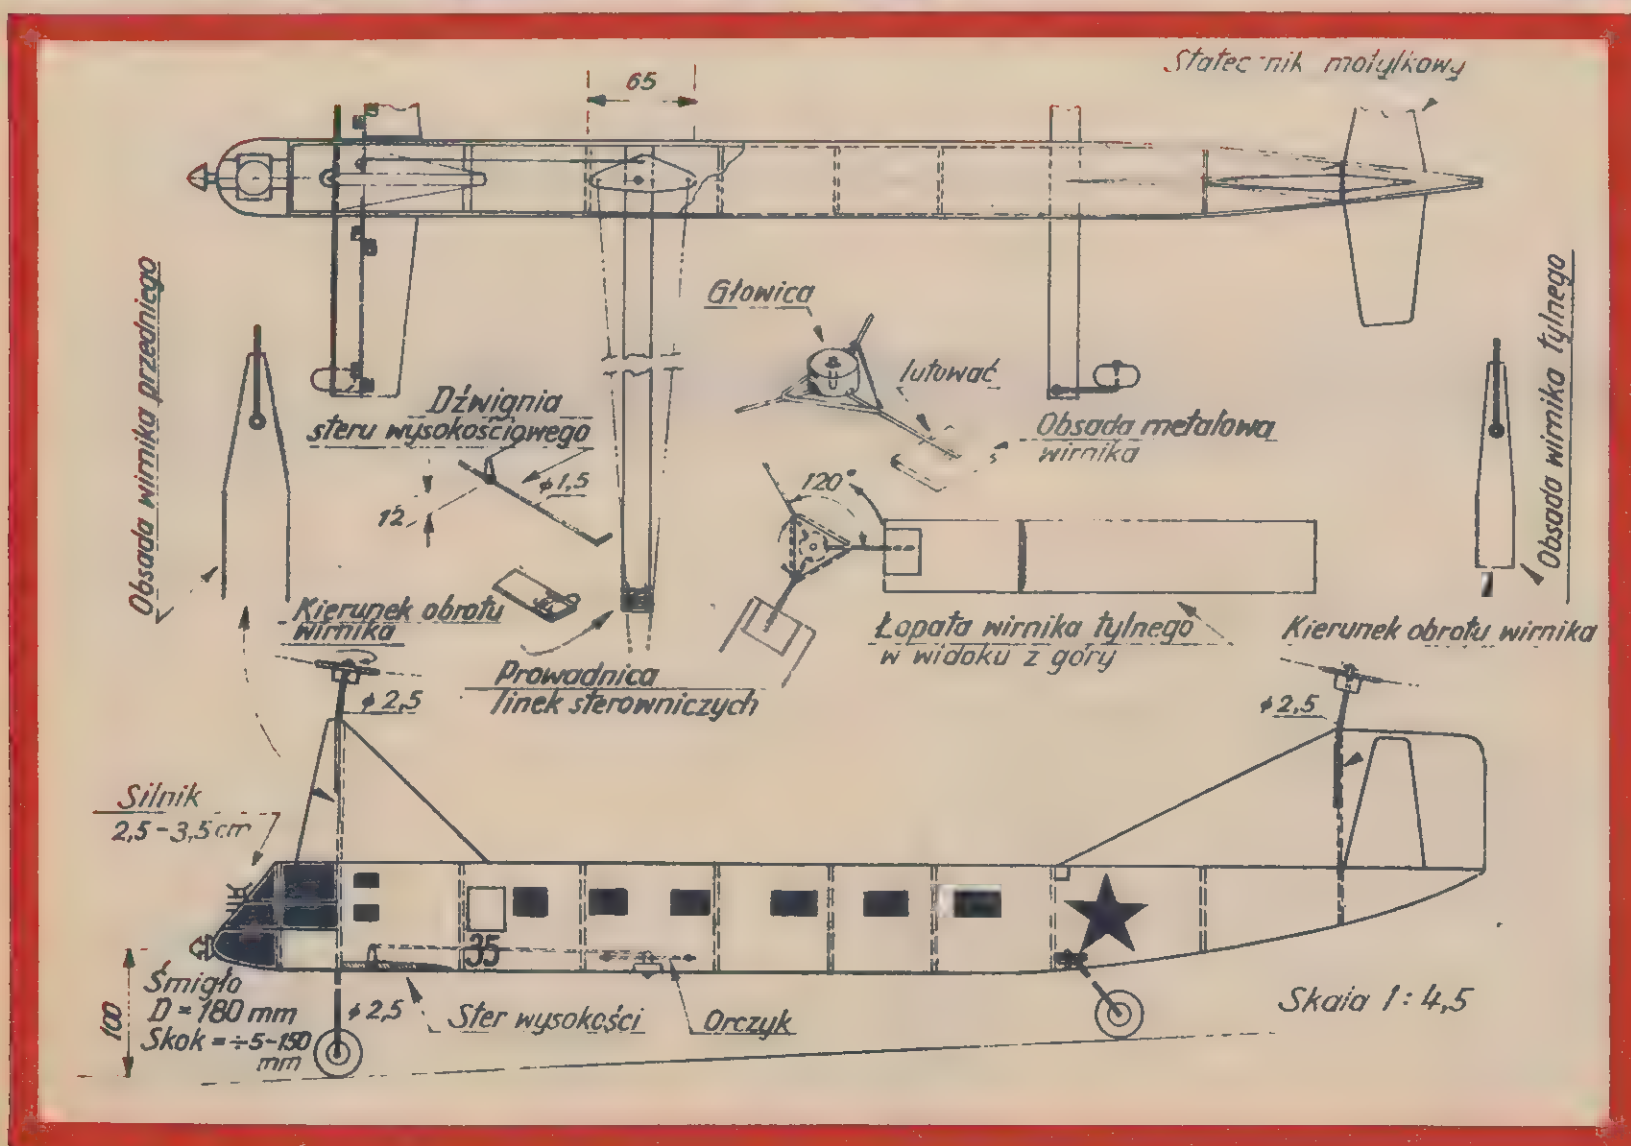 Statecznik motylkowy
65
Obsada wirnika przedniego
Głowica
lutować
Obsada metalowa
wirnika
Obsada wirnika tylnego
Dźwignia
steru wysokościowego
ϕ1,5
12
120°
Kierunek obrotu
wirnika
Prowadnica
linek sterowniczych
Łopata wirnika tylnego
w widoku z góry
Kierunek obrotu wirnika
ϕ2,5
ϕ2,5
Silnik
2,5-3,5cm
35
100
Śmigło
D = 180 mm
Skok = ÷5-150
mm
ϕ2,5
Ster wysokości
Orczyk
Skala 1:4,5